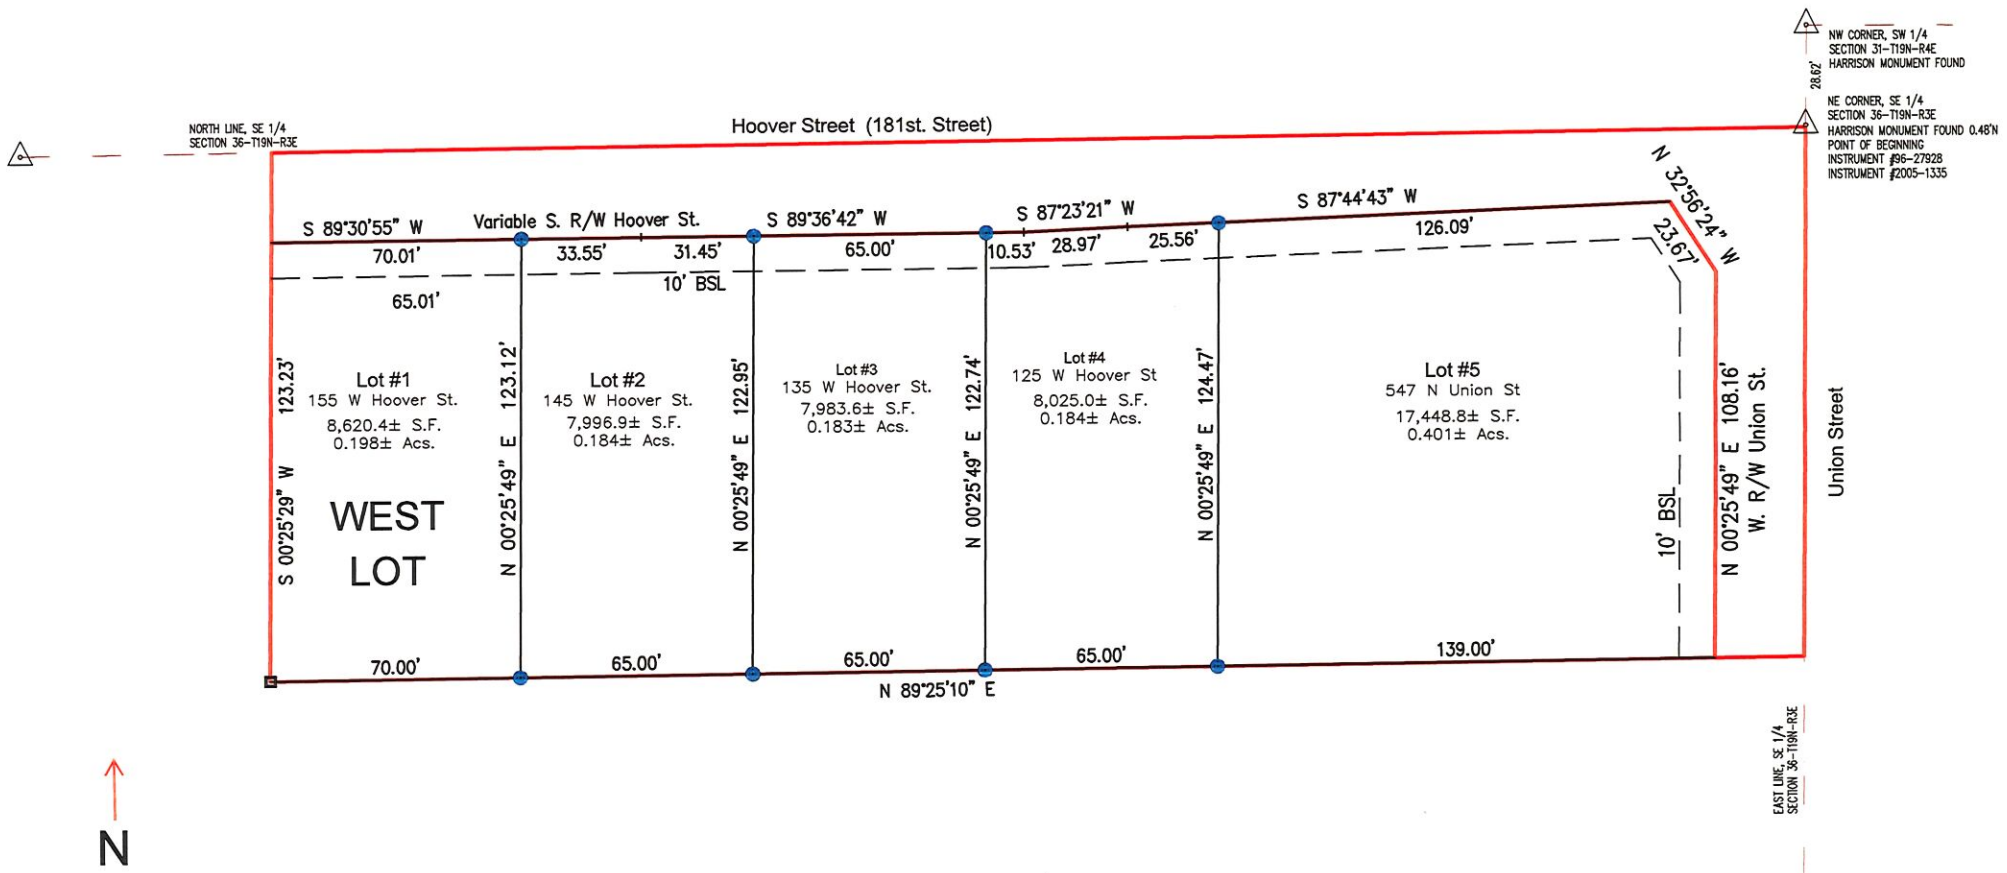 NW CORNER, SW 1/4
SECTION 31-T19N-R4E
HARRISON MONUMENT FOUND
28.62'
NE CORNER, SE 1/4
SECTION 36-T19N-R3E
HARRISON MONUMENT FOUND 0.48'N
POINT OF BEGINNING
INSTRUMENT #96-27928
INSTRUMENT #2005-1335
NORTH LINE, SE 1/4
SECTION 36-T19N-R3E
Hoover Street (181st. Street)
S 89°30'55" W
70.01'
Variable S. R/W Hoover St.
33.55'
31.45'
S 89°36'42" W
65.00'
S 87°23'21" W
10.53'
28.97'
25.56'
S 87°44'43" W
126.09'
N 32°56'24" W
23.67'
10' BSL
65.01'
S 00°25'29" W 123.23'
Lot #1
155 W Hoover St.
8,620.4± S.F.
0.198± Acs.
WEST
LOT
N 00°25'49" E 123.12'
Lot #2
145 W Hoover St.
7,996.9± S.F.
0.184± Acs.
N 00°25'49" E 122.95'
Lot #3
135 W Hoover St.
7,983.6± S.F.
0.183± Acs.
N 00°25'49" E 122.74'
Lot #4
125 W Hoover St
8,025.0± S.F.
0.184± Acs.
N 00°25'49" E 124.47'
Lot #5
547 N Union St
17,448.8± S.F.
0.401± Acs.
10' BSL
N 00°25'49" E 108.16'
W. R/W Union St.
Union Street
70.00'
65.00'
65.00'
65.00'
139.00'
N 89°25'10" E
EAST LINE, SE 1/4
SECTION 36-T19N-R3E
N